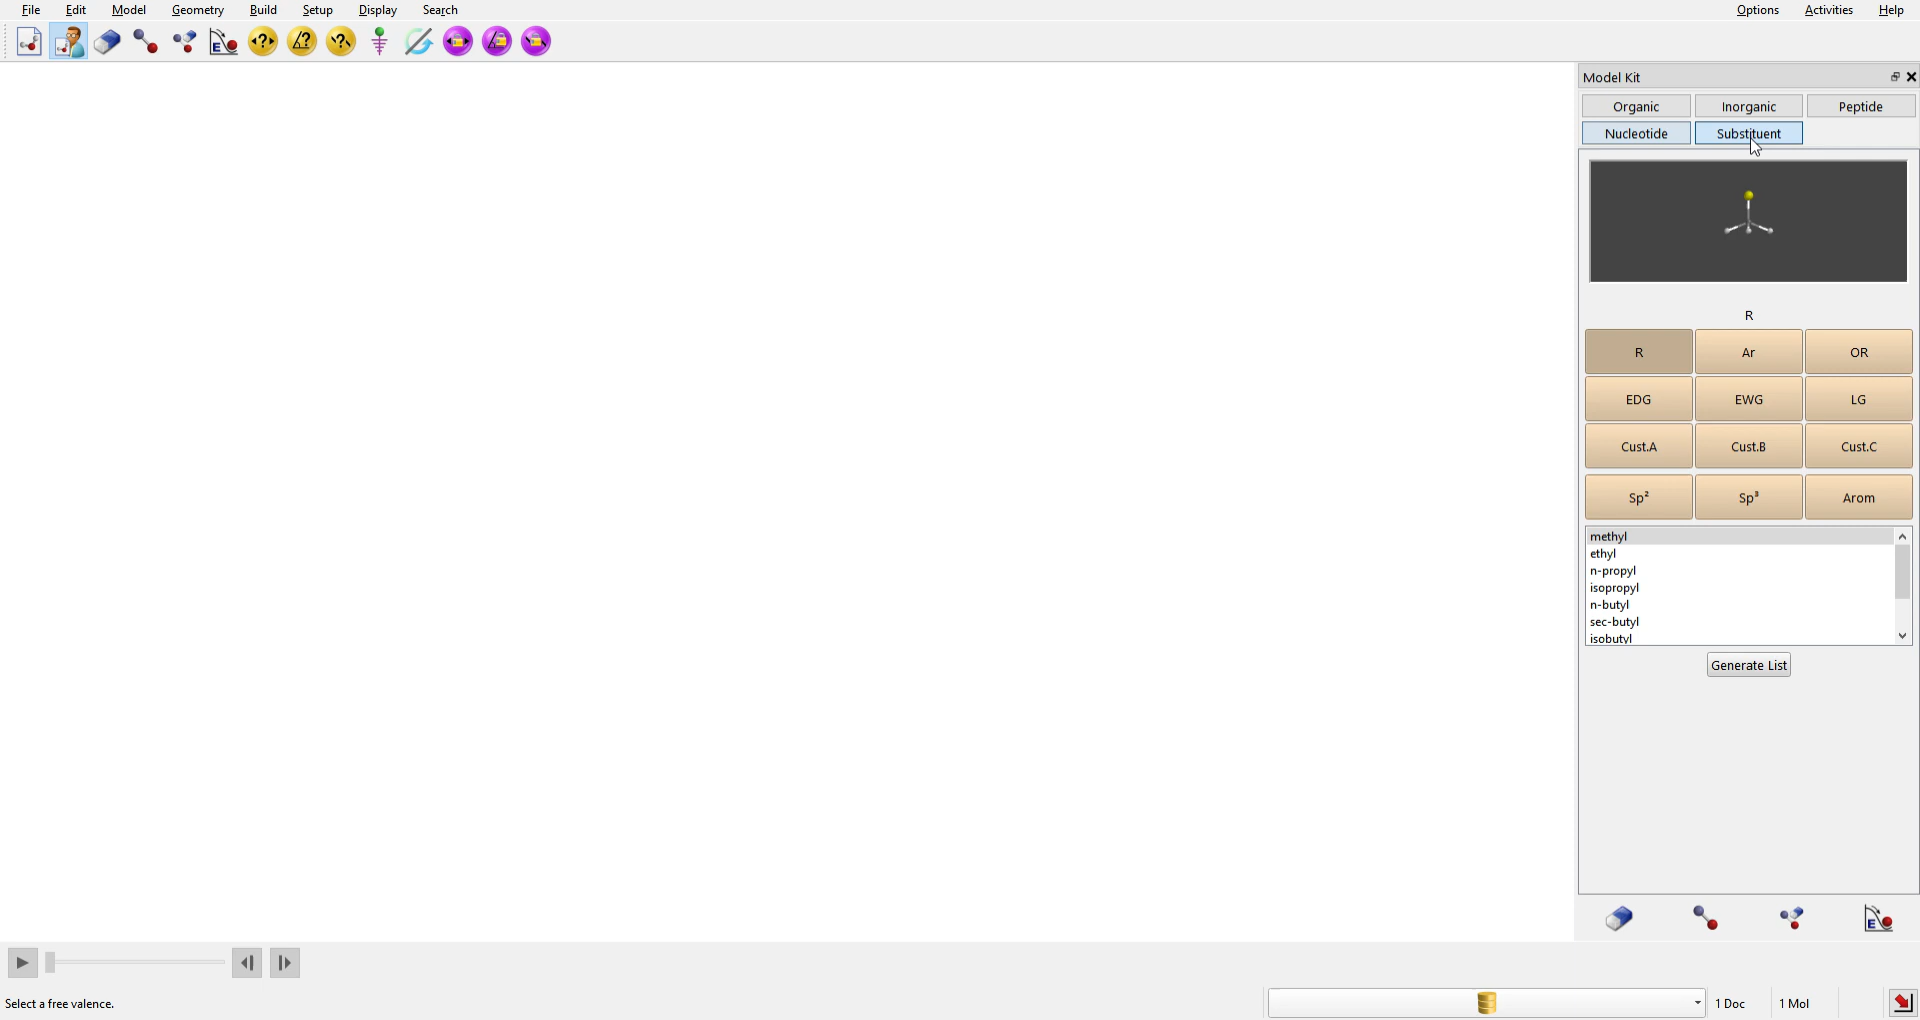 File Edit Model Geometry Build Setup Display Search Options Activities Help
Model Kit
Organic Inorganic Peptide
Nucleotide Substituent
R
R Ar OR
EDG EWG LG
Cust.A Cust.B Cust.C
Sp² Sp³ Arom
methyl
ethyl
n-propyl
isopropyl
n-butyl
sec-butyl
isobutyl
Generate List
Select a free valence. 1 Doc 1 Mol